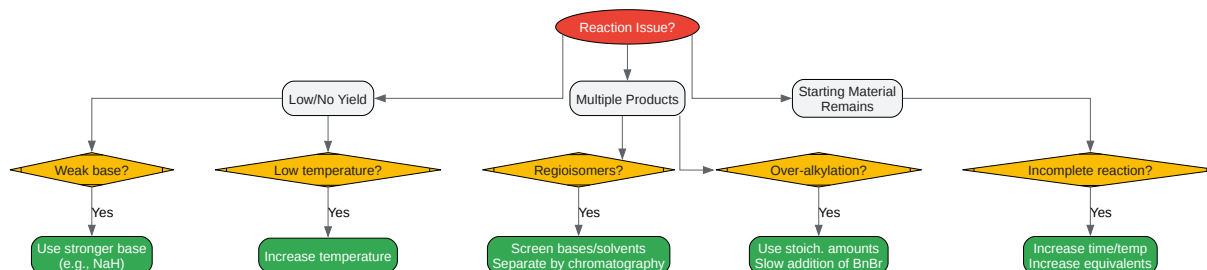 Reaction Issue?
Low/No Yield
Multiple Products
Starting Material
Remains
Weak base?
Low temperature?
Regioisomers?
Over-alkylation?
Incomplete reaction?
Yes
Yes
Yes
Yes
Yes
Use stronger base
(e.g., NaH)
Increase temperature
Screen bases/solvents
Separate by chromatography
Use stoich. amounts
Slow addition of BnBr
Increase time/temp
Increase equivalents